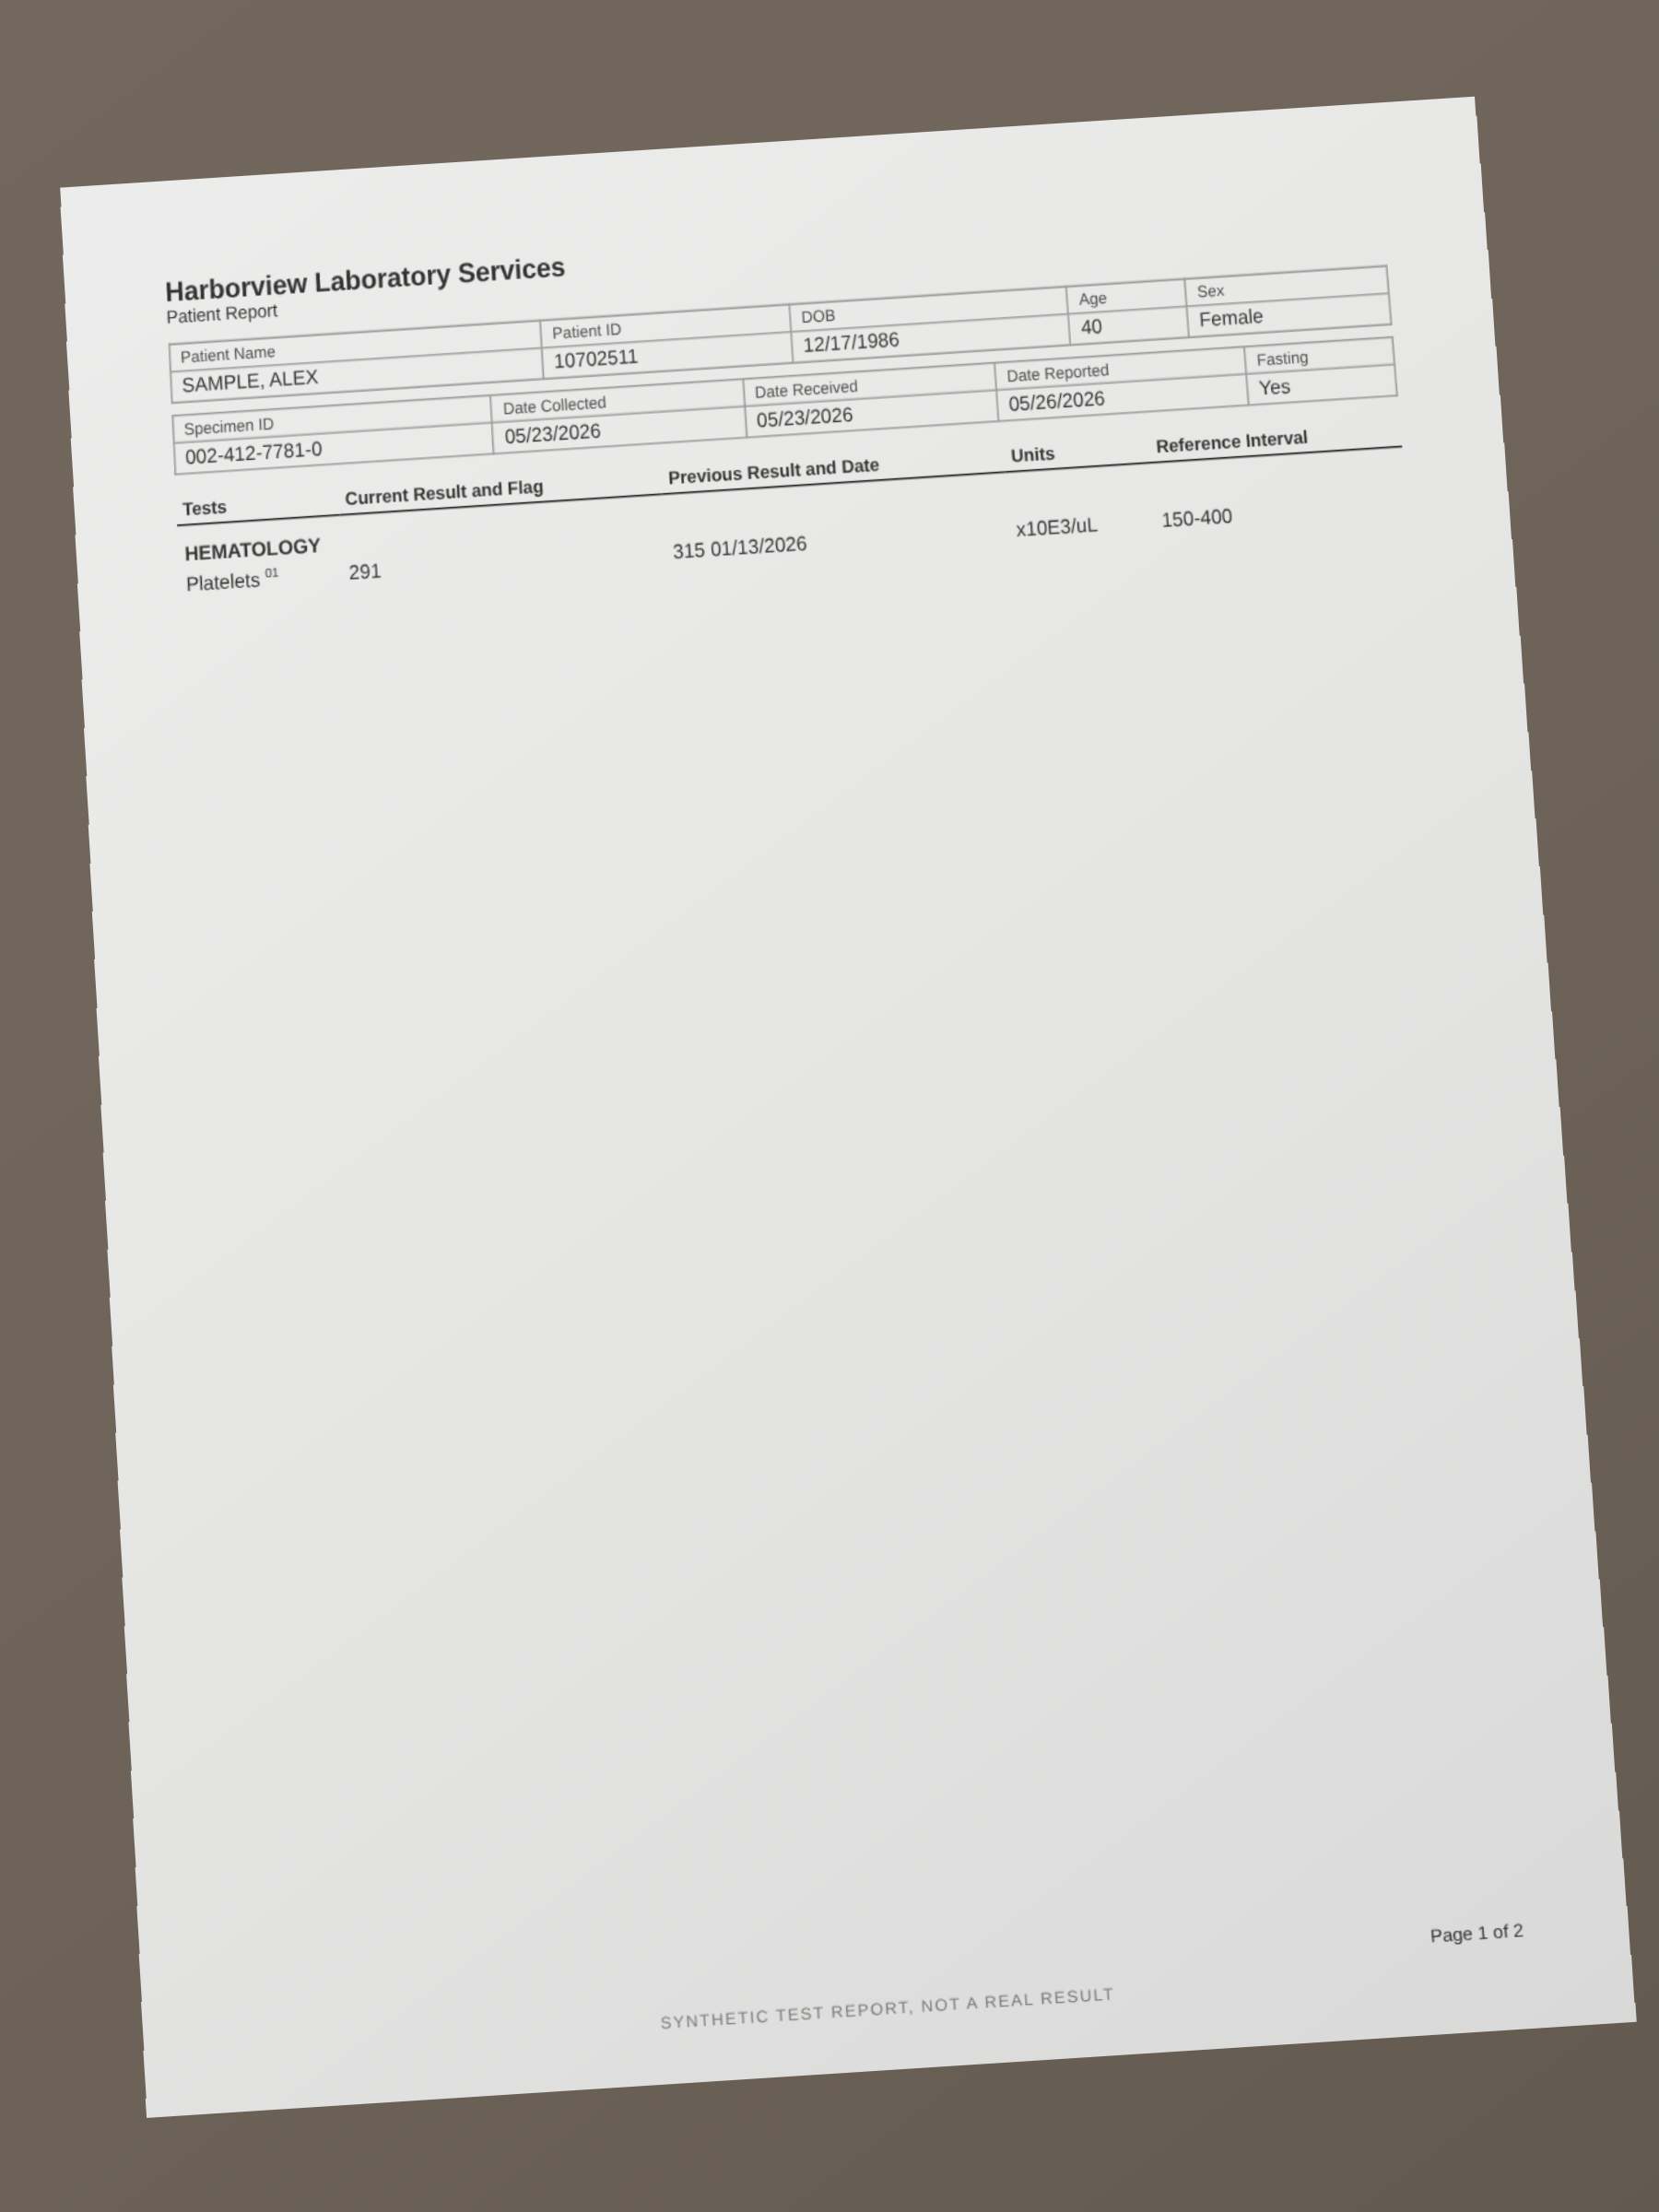 Harborview Laboratory Services
Patient Report
Patient Name Patient ID DOB Age Sex
SAMPLE, ALEX 10702511 12/17/1986 40 Female
Specimen ID Date Collected Date Received Date Reported Fasting
002-412-7781-0 05/23/2026 05/23/2026 05/26/2026 Yes
Tests Current Result and Flag Previous Result and Date Units Reference Interval
HEMATOLOGY
Platelets 01 291 315 01/13/2026 x10E3/uL 150-400
Page 1 of 2
SYNTHETIC TEST REPORT, NOT A REAL RESULT